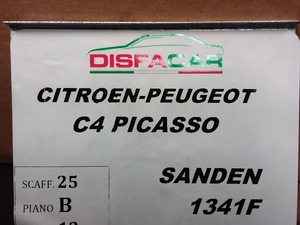 DISFACAR
CITROEN-PEUGEOT
C4 PICASSO
SCAFF. 25
PIANO B
SANDEN
1341F